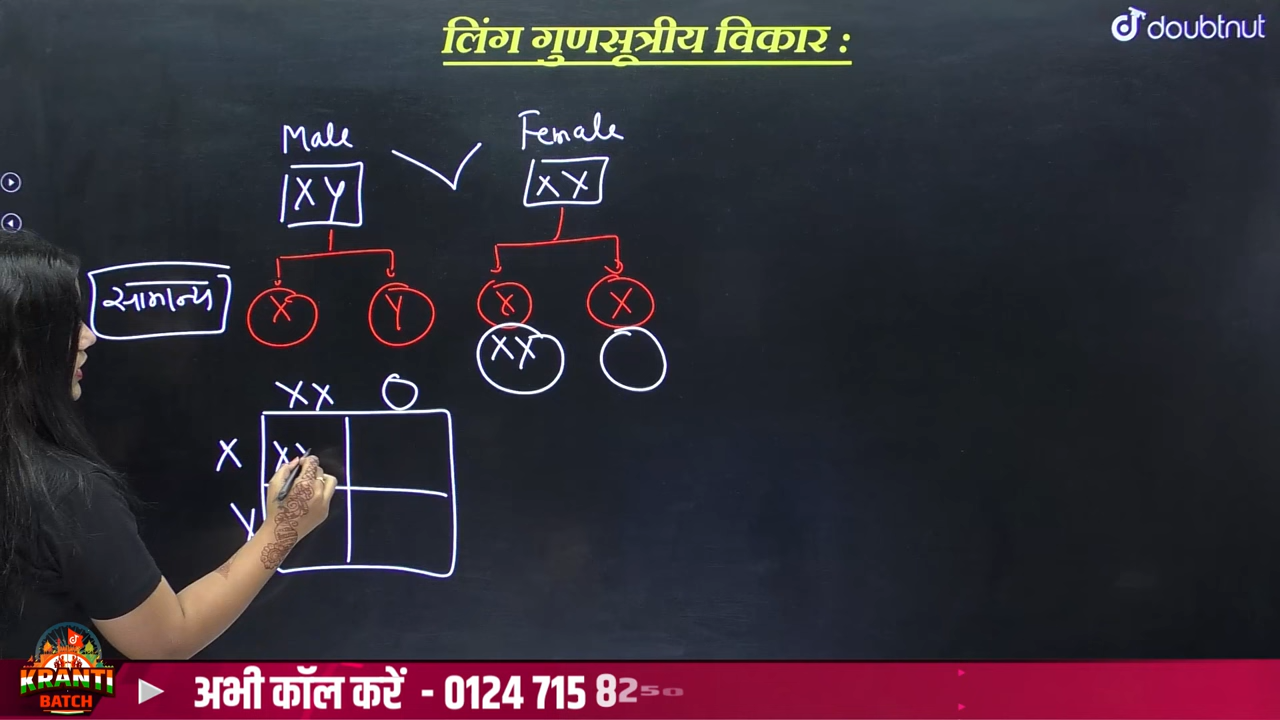 लिंग गुणसूत्रीय विकार :
doubtnut
Male
Female
XY
XX
सामान्य
X
Y
X
X
XX
XX
O
X
XX
Y
KRANTI
BATCH
अभी कॉल करें - 0124 715 8250